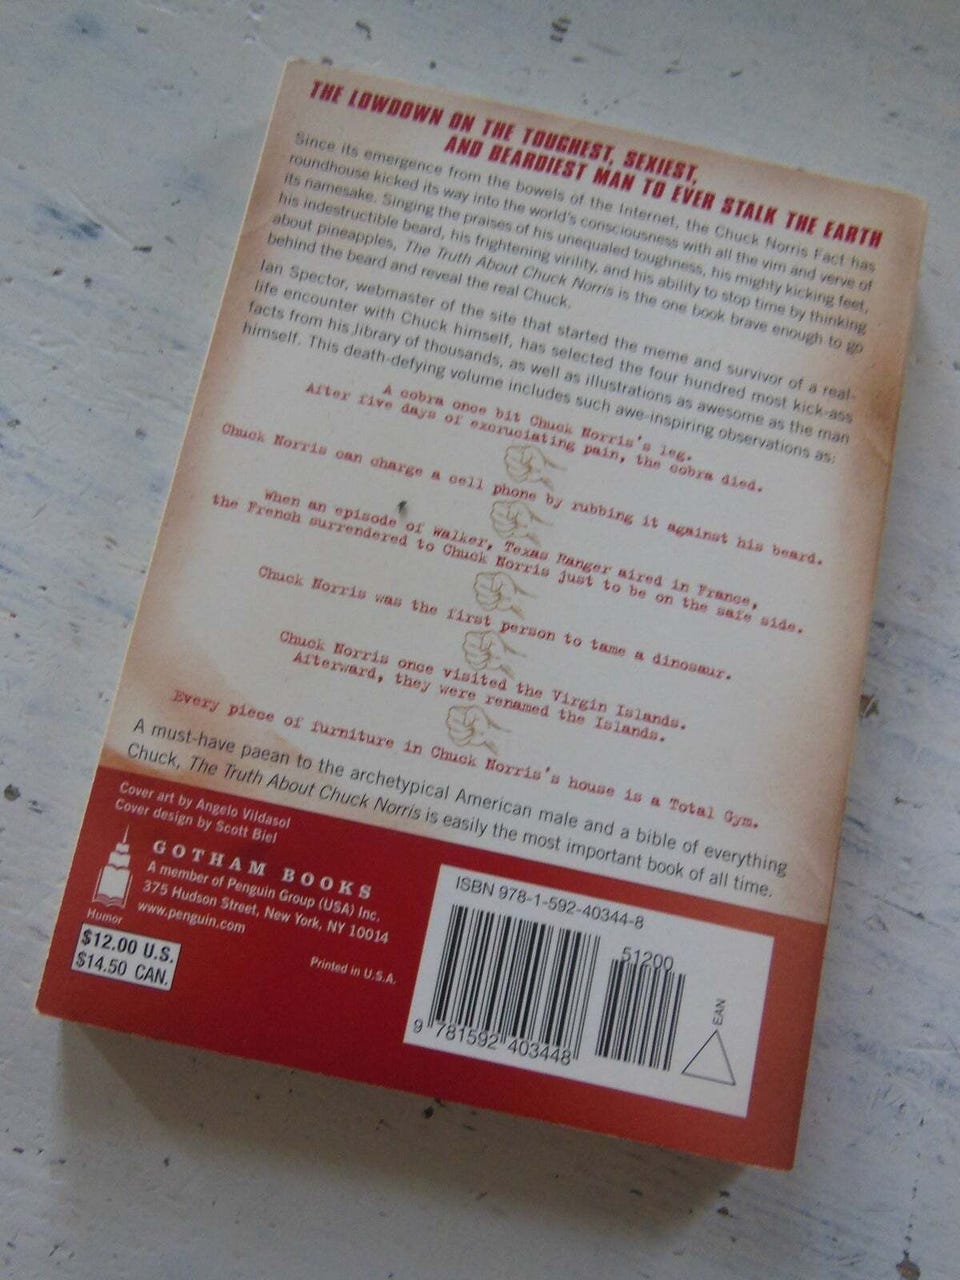 THE LOWDOWN ON THE TOUGHEST, SEXIEST,
AND BEARDIEST MAN TO EVER STALK THE EARTH
Since its emergence from the bowels of the Internet, the Chuck Norris Fact has
roundhouse kicked its way into the world's consciousness with all the vim and verve of
its namesake. Singing the praises of his unequaled toughness, his mighty kicking feet,
his indestructible beard, his frightening virility, and his ability to stop time by thinking
about pineapples, The Truth About Chuck Norris is the one book brave enough to go
behind the beard and reveal the real Chuck.
Ian Spector, webmaster of the site that started the meme and survivor of a real-
life encounter with Chuck himself, has selected the four hundred most kick-ass
facts from his library of thousands, as well as illustrations as awesome as the man
himself. This death-defying volume includes such awe-inspiring observations as:
A cobra once bit Chuck Norris's leg.
After five days of excruciating pain, the cobra died.
Chuck Norris can charge a cell phone by rubbing it against his beard.
When an episode of Walker, Texas Ranger aired in France,
the French surrendered to Chuck Norris just to be on the safe side.
Chuck Norris was the first person to tame a dinosaur.
Chuck Norris once visited the Virgin Islands.
Afterward, they were renamed the Islands.
Every piece of furniture in Chuck Norris's house is a Total Gym.
A must-have paean to the archetypical American male and a bible of everything
Chuck, The Truth About Chuck Norris is easily the most important book of all time.
Cover art by Angelo Vildasol
Cover design by Scott Biel
GOTHAM BOOKS
A member of Penguin Group (USA) Inc.
375 Hudson Street, New York, NY 10014
www.penguin.com
Humor
$12.00 U.S.
$14.50 CAN.
Printed in U.S.A.
ISBN 978-1-592-40344-8
51200
9 781592 403448
EAN